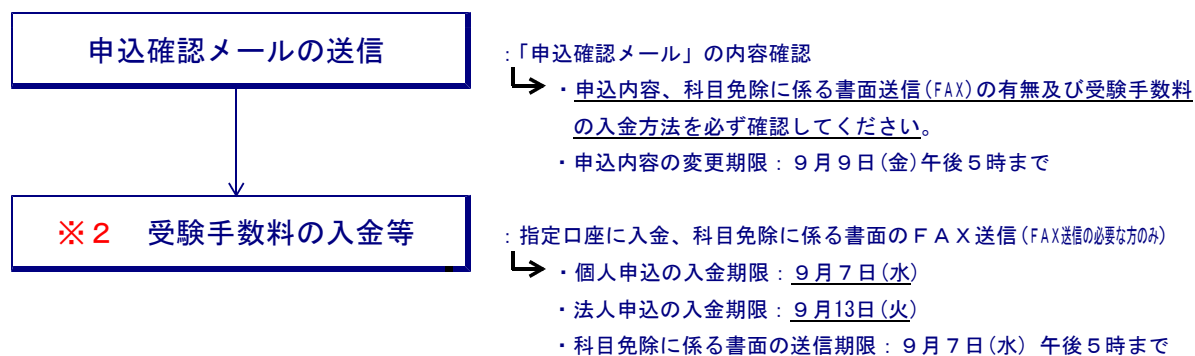 申込確認メールの送信
:「申込確認メール」の内容確認
・申込内容、科目免除に係る書面送信(FAX)の有無及び受験手数料
の入金方法を必ず確認してください。
・申込内容の変更期限：９月９日(金)午後５時まで
※２　受験手数料の入金等
:指定口座に入金、科目免除に係る書面のＦＡＸ送信(FAX送信の必要な方のみ)
・個人申込の入金期限：９月７日(水)
・法人申込の入金期限：９月13日(火)
・科目免除に係る書面の送信期限：９月７日(水) 午後５時まで